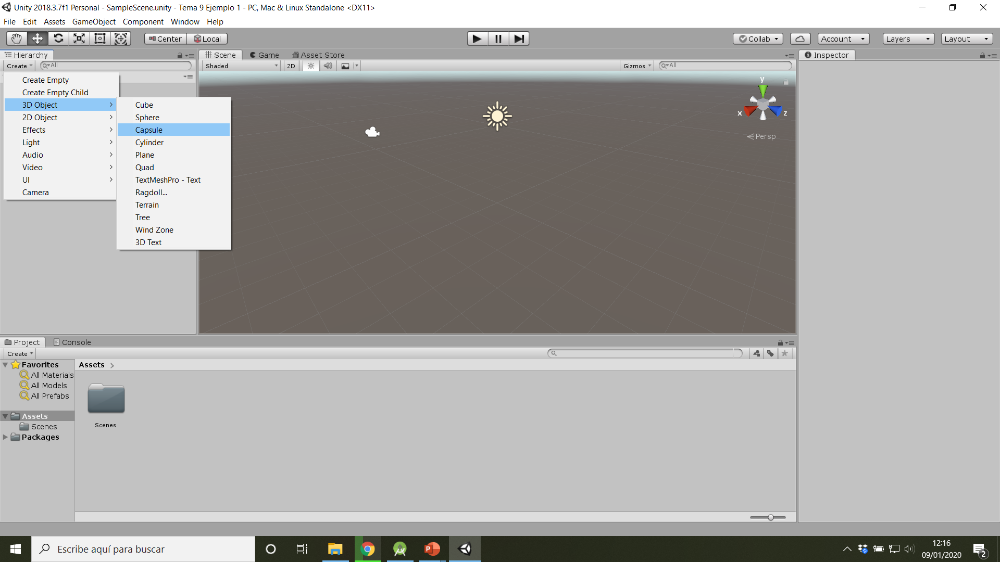 Unity 2018.3.7f1 Personal - SampleScene.unity - Tema 9 Ejemplo 1 - PC, Mac & Linux Standalone <DX11>
File Edit Assets GameObject Component Window Help
Center Local Collab Account Layers Layout
Hierarchy Scene Game Asset Store Inspector
Create All Shaded 2D Gizmos All
Create Empty
Create Empty Child
3D Object
2D Object
Effects
Light
Audio
Video
UI
Camera
Cube
Sphere
Capsule
Cylinder
Plane
Quad
TextMeshPro - Text
Ragdoll...
Terrain
Tree
Wind Zone
3D Text
y
x z
Persp
Project Console
Create
Favorites
All Materials
All Models
All Prefabs
Assets
Scenes
Packages
Assets
Scenes
Escribe aquí para buscar
12:16
09/01/2020
2